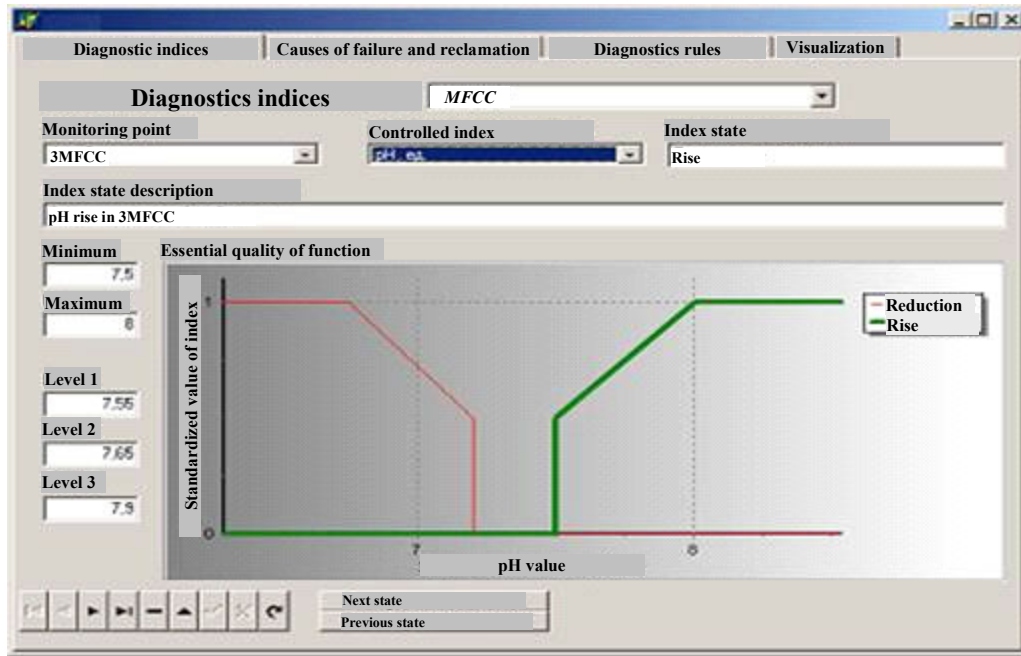 Diagnostic indices Causes of failure and reclamation Diagnostics rules Visualization
Diagnostics indices MFCC
Monitoring point Controlled index Index state
3MFCC pH, ед. Rise
Index state description
pH rise in 3MFCC
Minimum Essential quality of function
7,5
Maximum
8
Level 1
7,55
Level 2
7,65
Level 3
7,9
Standardized value of index
1
0
7 8
pH value
Reduction
Rise
Next state
Previous state